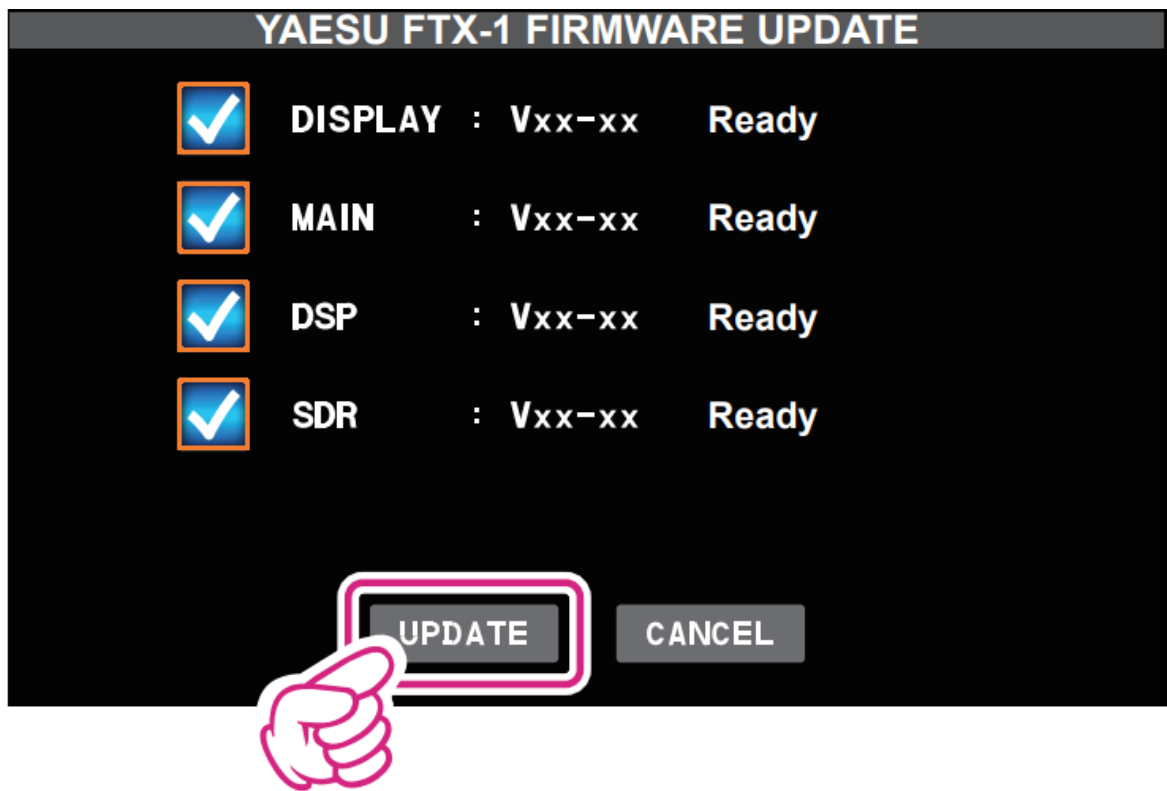 YAESU FTX-1 FIRMWARE UPDATE
DISPLAY : Vxx-xx Ready
MAIN : Vxx-xx Ready
DSP : Vxx-xx Ready
SDR : Vxx-xx Ready
UPDATE CANCEL